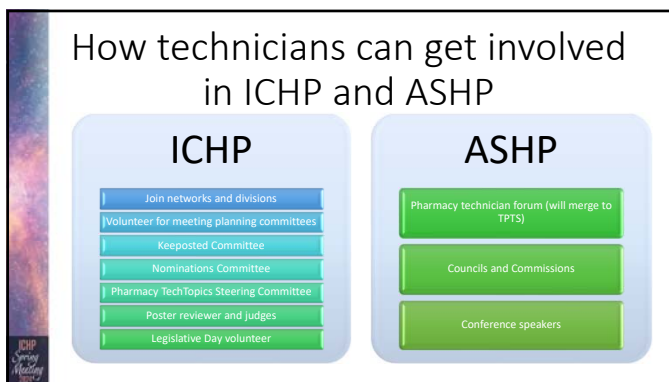 How technicians can get involved
in ICHP and ASHP
ICHP
Join networks and divisions
Volunteer for meeting planning committees
Keeposted Committee
Nominations Committee
Pharmacy TechTopics Steering Committee
Poster reviewer and judges
Legislative Day volunteer
ASHP
Pharmacy technician forum (will merge to
TPTS)
Councils and Commissions
Conference speakers
ICHP
Spring
Meeting